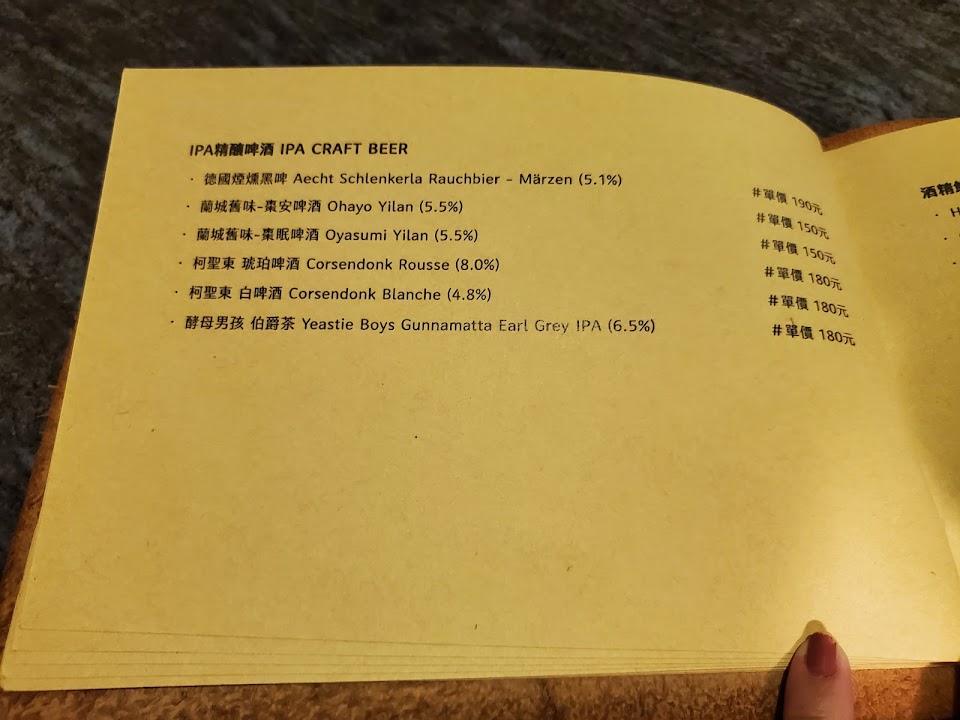 IPA精釀啤酒 IPA CRAFT BEER
· 德國煙燻黑啤 Aecht Schlenkerla Rauchbier - Märzen (5.1%) #單價 190元
· 蘭城舊味-棗安啤酒 Ohayo Yilan (5.5%) #單價 150元
· 蘭城舊味-棗眠啤酒 Oyasumi Yilan (5.5%) #單價 150元
· 柯聖東 琥珀啤酒 Corsendonk Rousse (8.0%) #單價 180元
· 柯聖東 白啤酒 Corsendonk Blanche (4.8%) #單價 180元
· 酵母男孩 伯爵茶 Yeastie Boys Gunnamatta Earl Grey IPA (6.5%) #單價 180元
酒精
· H